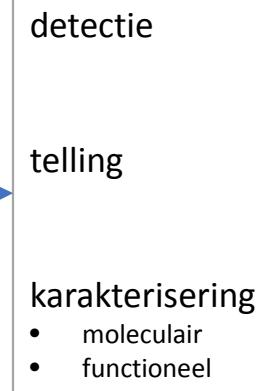 detectie
telling
karakterisering
• moleculair
• functioneel